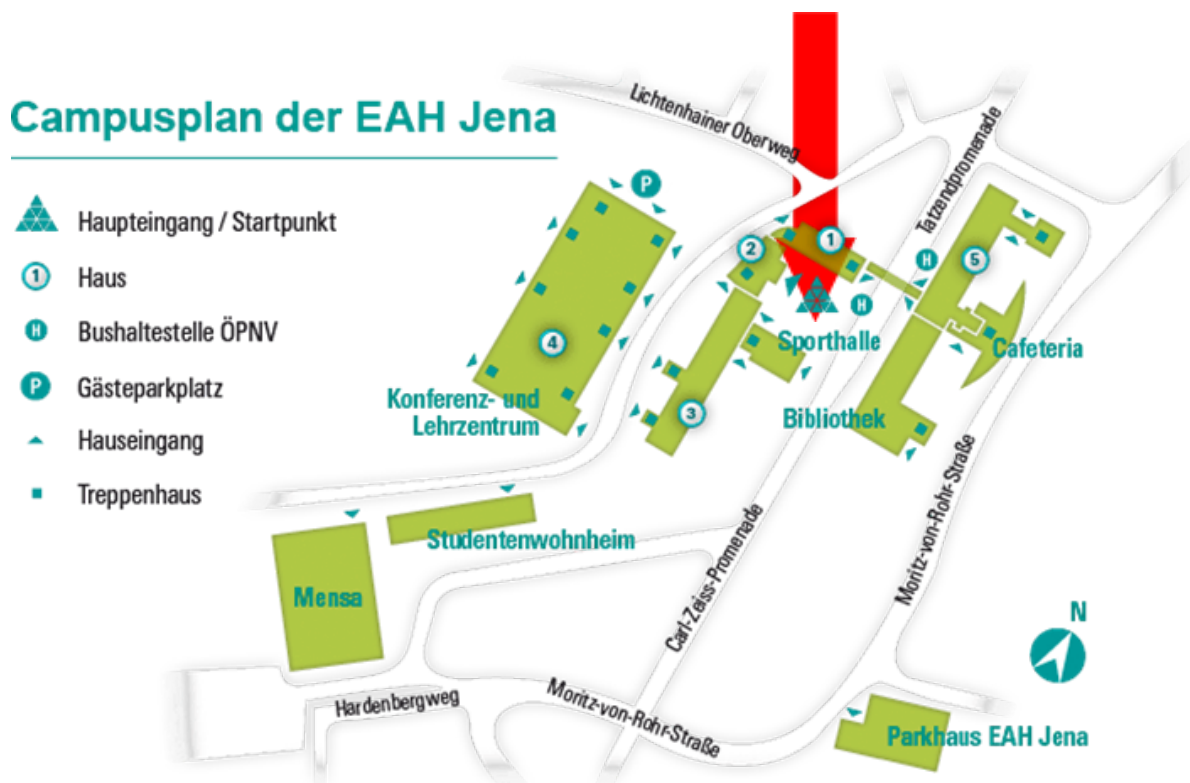 Campusplan der EAH Jena
Haupteingang / Startpunkt
1 Haus
H Bushaltestelle ÖPNV
P Gästeparkplatz
Hauseingang
Treppenhaus
Lichtenhainer Oberweg
Tatzendpromenade
P
1
2
H
5
H
Sporthalle
Cafeteria
4
Konferenz- und
Lehrzentrum
3
Bibliothek
Studentenwohnheim
Mensa
Carl-Zeiss-Promenade
Moritz-von-Rohr-Straße
N
Hardenbergweg
Moritz-von-Rohr-Straße
Parkhaus EAH Jena